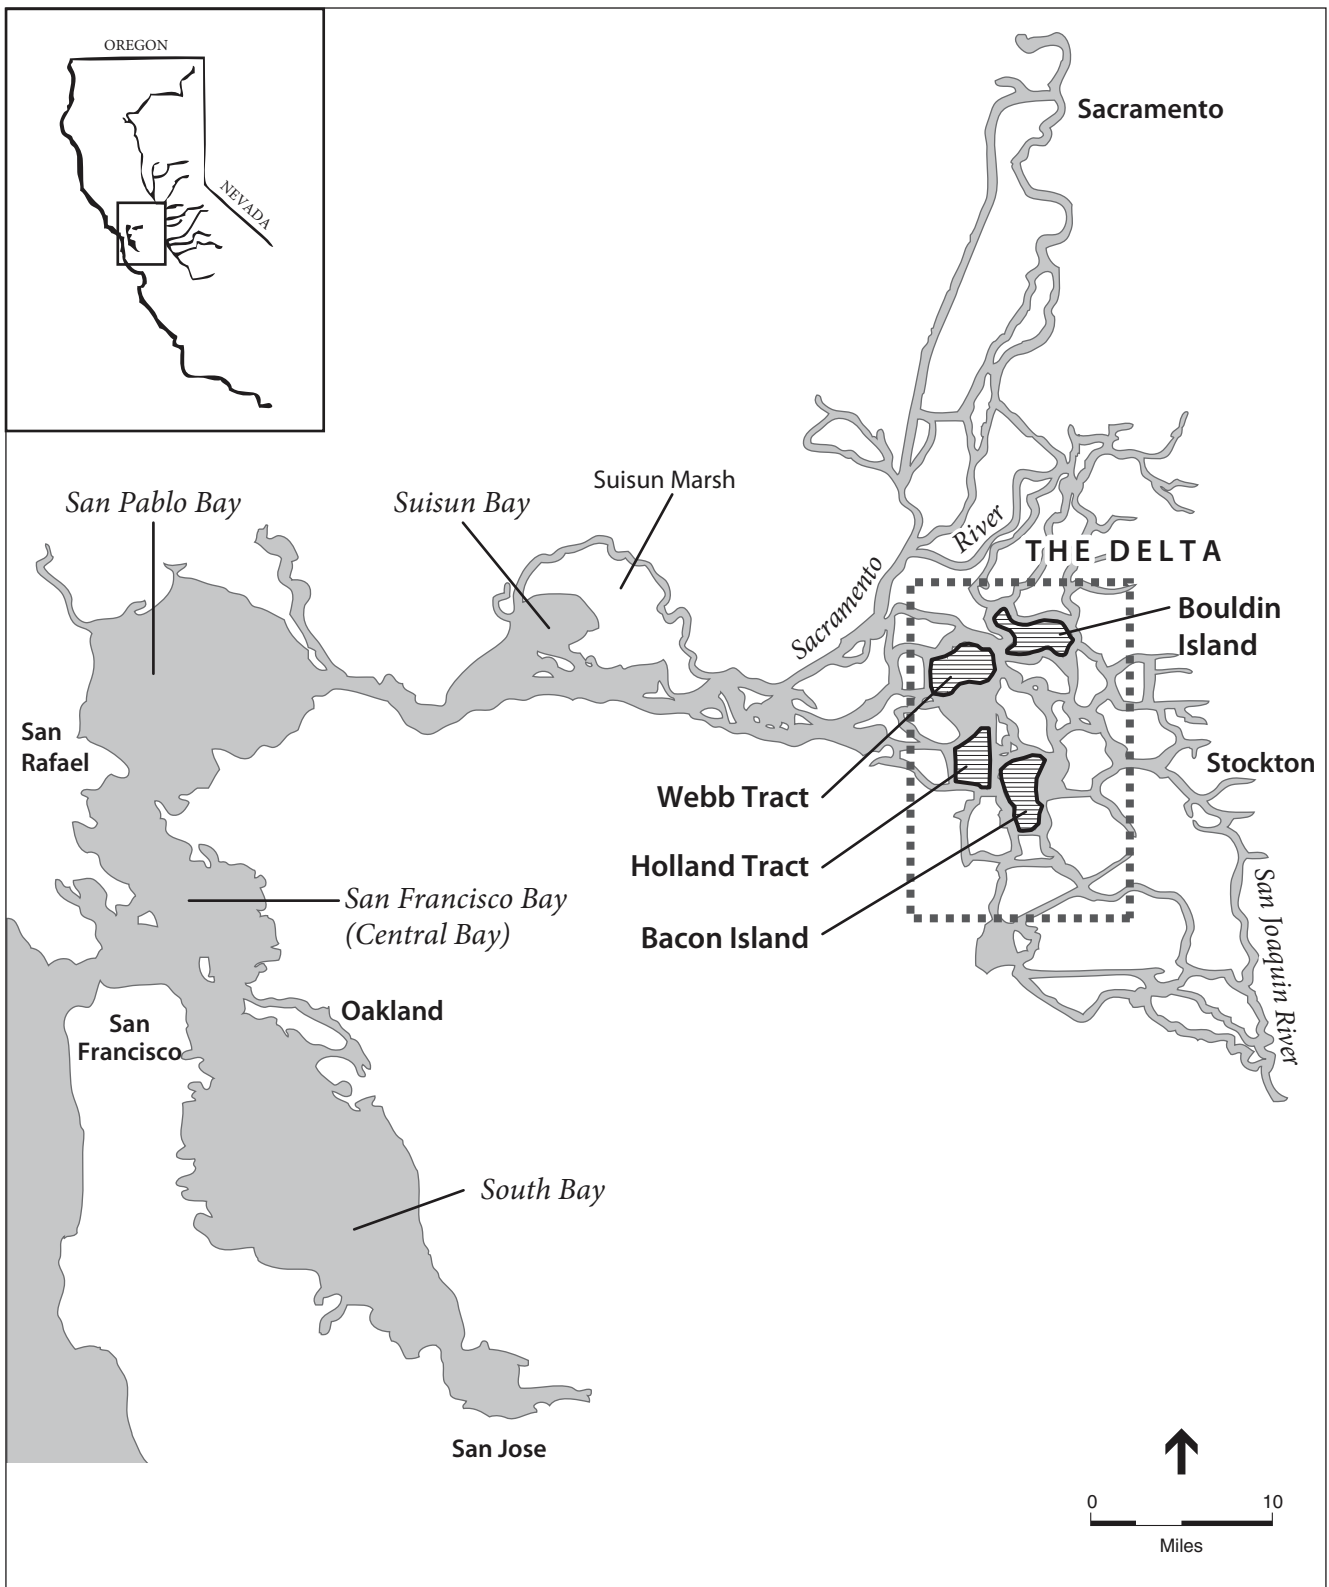 OREGON
NEVADA
Sacramento
San Pablo Bay
Suisun Bay
Suisun Marsh
Sacramento River
THE DELTA
Bouldin
Island
San
Rafael
Webb Tract
Stockton
Holland Tract
San Francisco Bay
(Central Bay)
Bacon Island
San Joaquin River
Oakland
San
Francisco
South Bay
San Jose
0 10
Miles